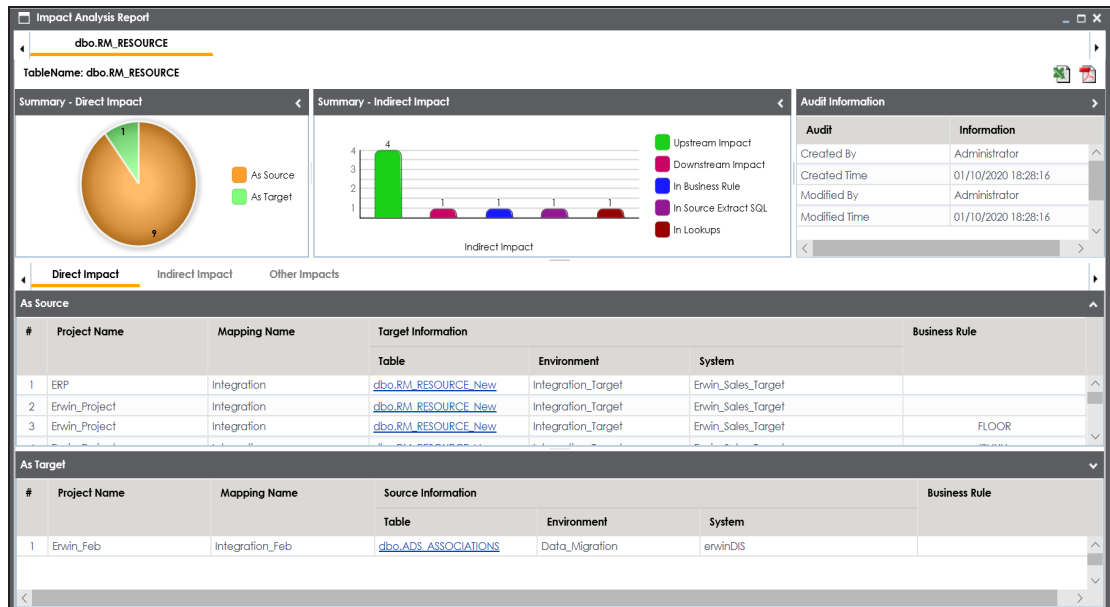 Impact Analysis Report
dbo.RM_RESOURCE
TableName: dbo.RM_RESOURCE
Summary - Direct Impact
1
9
As Source
As Target
Summary - Indirect Impact
4
3
2
1
4 1 1 1 1
Indirect Impact
Upstream Impact
Downstream Impact
In Business Rule
In Source Extract SQL
In Lookups
Audit Information
Audit Information
Created By Administrator
Created Time 01/10/2020 18:28:16
Modified By Administrator
Modified Time 01/10/2020 18:28:16
Direct Impact Indirect Impact Other Impacts
As Source
# Project Name Mapping Name Target Information Business Rule
Table Environment System
1 ERP Integration dbo.RM_RESOURCE_New Integration_Target Erwin_Sales_Target
2 Erwin_Project Integration dbo.RM_RESOURCE_New Integration_Target Erwin_Sales_Target
3 Erwin_Project Integration dbo.RM_RESOURCE_New Integration_Target Erwin_Sales_Target FLOOR
As Target
# Project Name Mapping Name Source Information Business Rule
Table Environment System
1 Erwin_Feb Integration_Feb dbo.ADS_ASSOCIATIONS Data_Migration erwinDIS